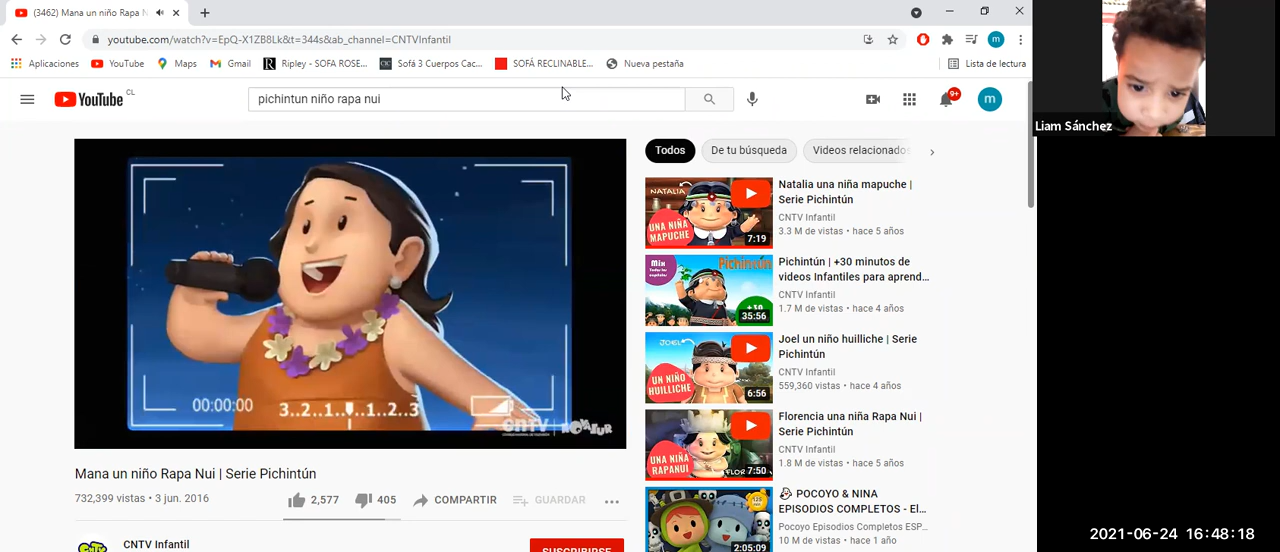 (3462) Mana un niño Rapa N
youtube.com/watch?v=EpQ-X1ZB8Lk&t=344s&ab_channel=CNTVInfantil
Aplicaciones
YouTube
Maps
Gmail
Ripley - SOFA ROSE...
Sofá 3 Cuerpos Cac...
SOFÁ RECLINABLE...
Nueva pestaña
Lista de lectura
m
YouTube CL
pichintun niño rapa nui
9+
m
00:00:00
3..2..1..▼..1..2..3
CNTV
NOVASUR
Mana un niño Rapa Nui | Serie Pichintún
732,399 vistas • 3 jun. 2016
2,577
405
COMPARTIR
GUARDAR
CNTV Infantil
SUSCRIBIRSE
Todos
De tu búsqueda
Videos relacionados
NATALIA
UNA NIÑA
MAPUCHE
7:19
Natalia una niña mapuche |
Serie Pichintún
CNTV Infantil
3.3 M de vistas • hace 5 años
Mix
Pichintún
+30
35:56
Pichintún | +30 minutos de
videos Infantiles para aprend...
CNTV Infantil
1.7 M de vistas • hace 4 años
JOEL
UN NIÑO
HUILLICHE
6:56
Joel un niño huilliche | Serie
Pichintún
CNTV Infantil
559,360 vistas • hace 4 años
UNA NIÑA
RAPANUI
FLOR
7:50
Florencia una niña Rapa Nui |
Serie Pichintún
CNTV Infantil
1.8 M de vistas • hace 5 años
2:05:09
POCOYO & NINA
EPISODIOS COMPLETOS - El...
Pocoyo Episodios Completos ESP...
10 M de vistas • hace 1 año
Liam Sánchez
2021-06-24 16:48:18